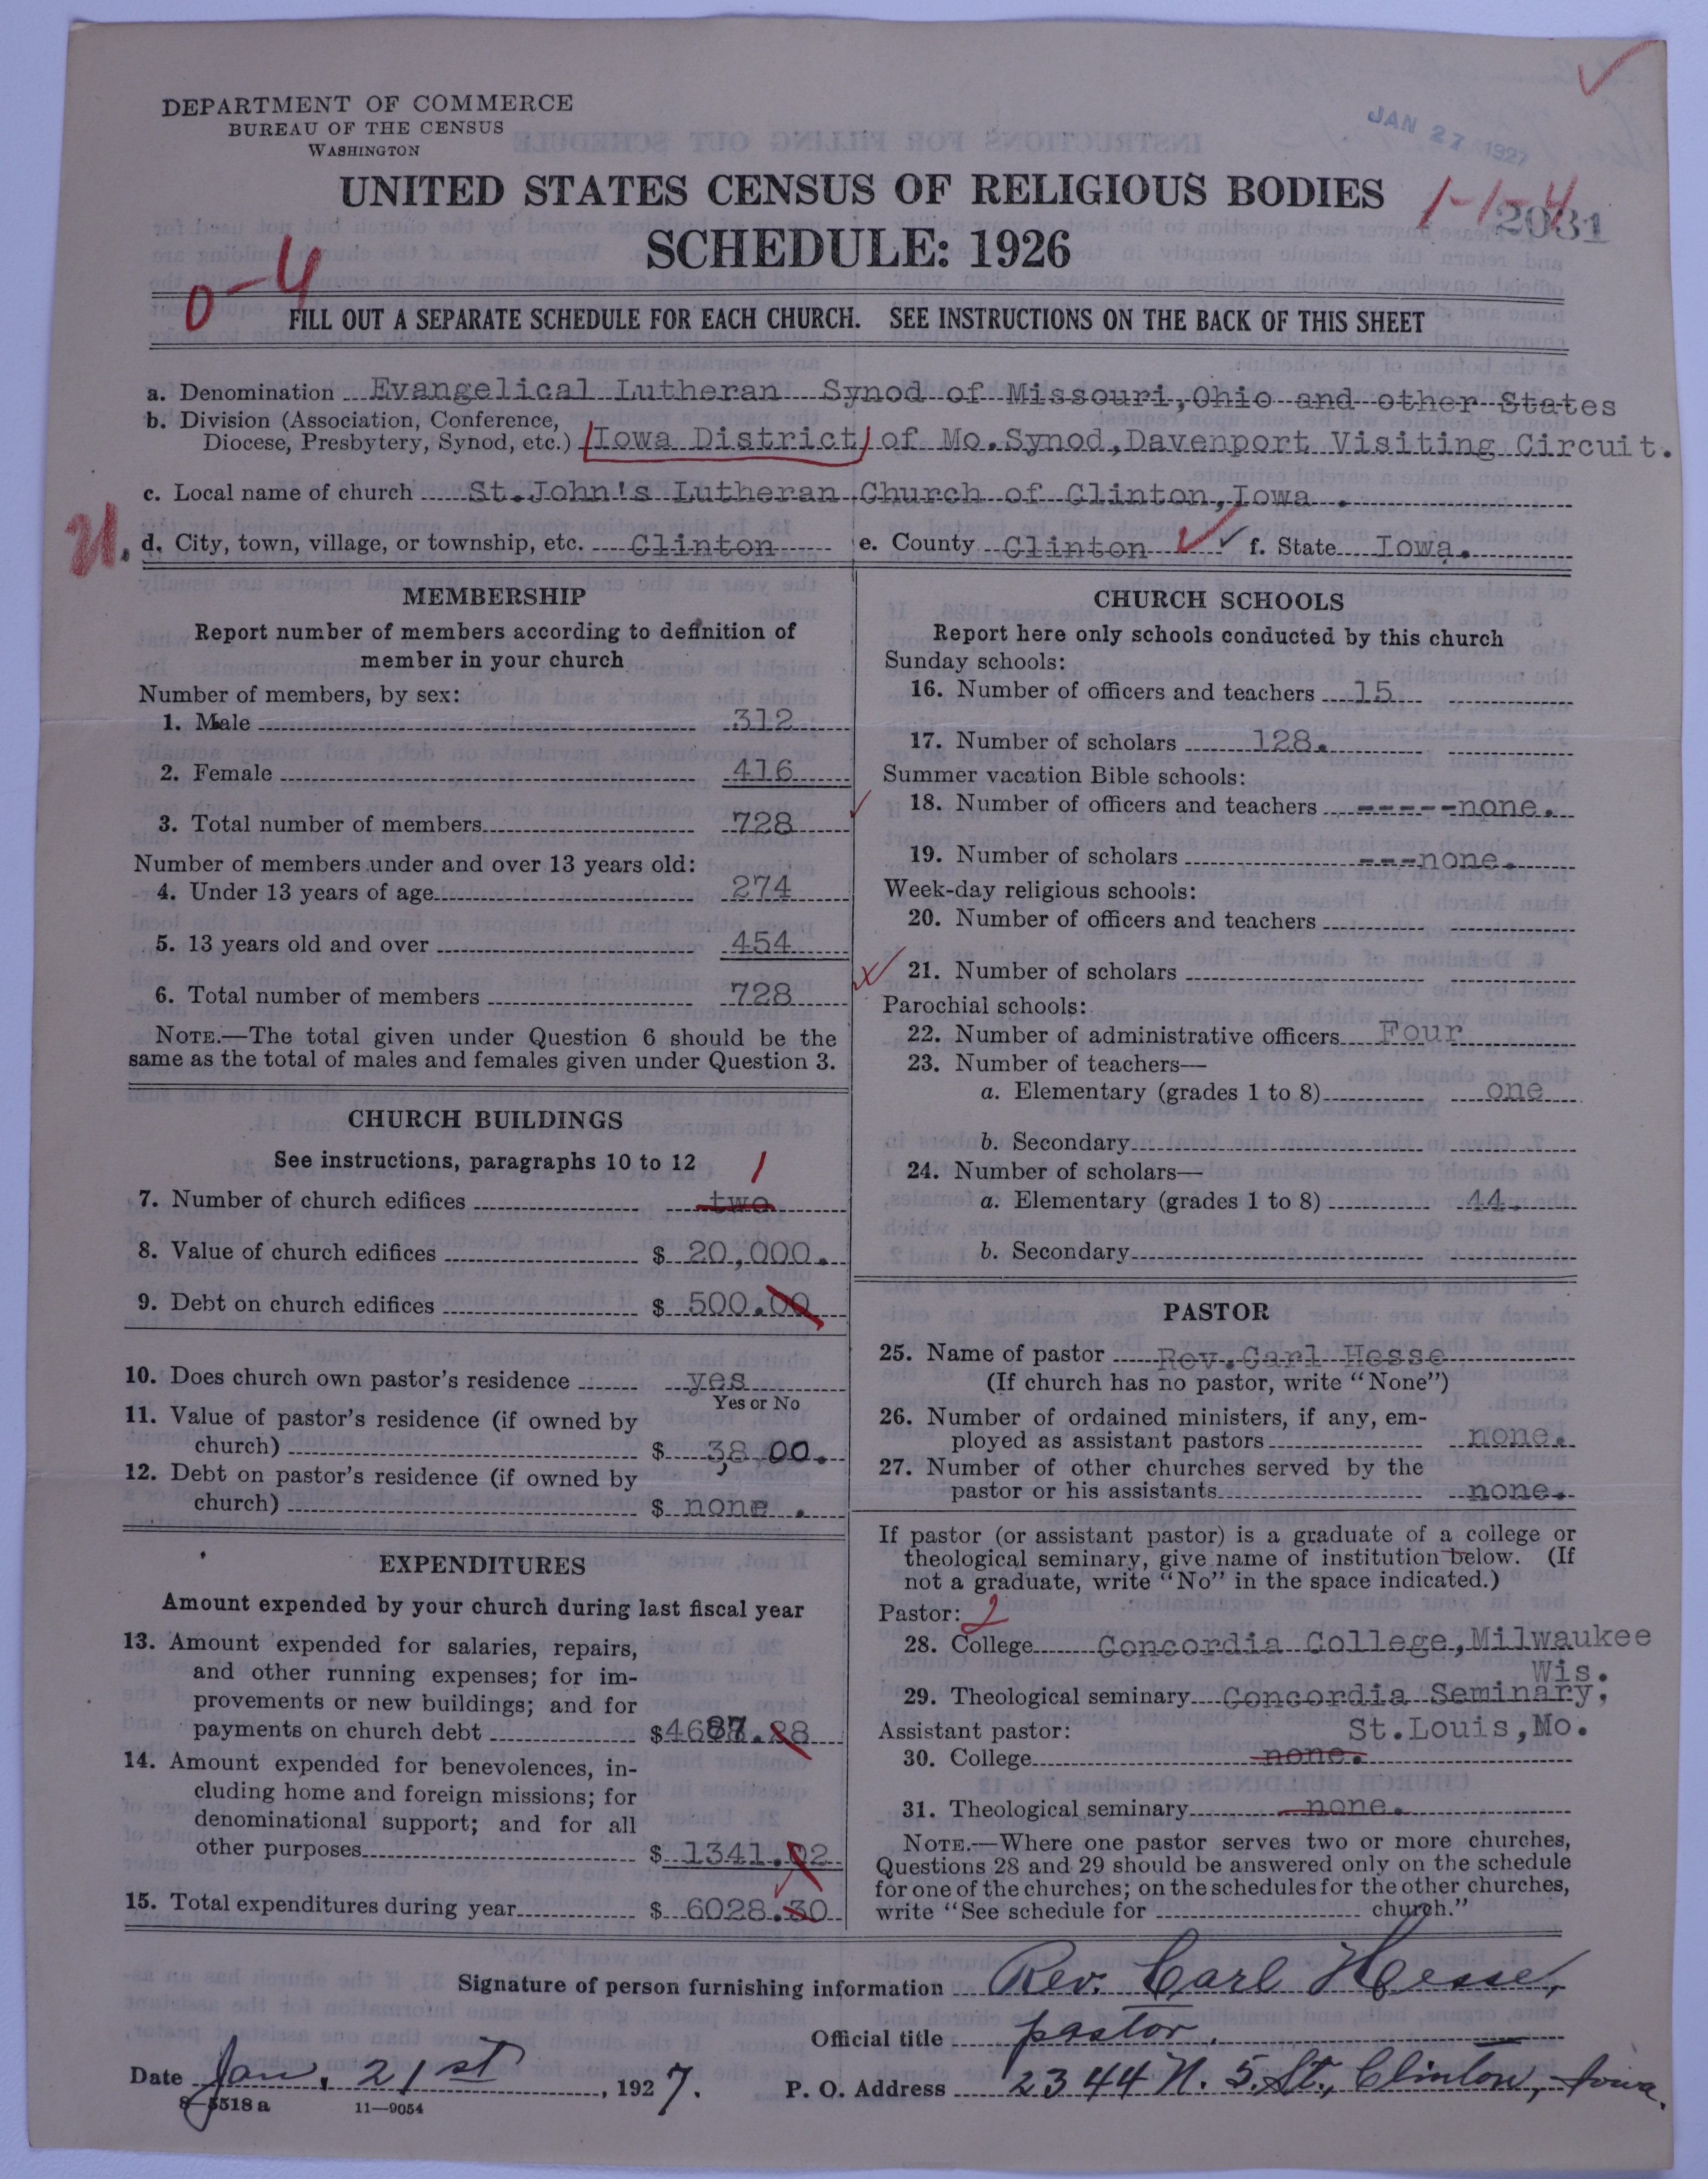 DEPARTMENT OF COMMERCE
BUREAU OF THE CENSUS
WASHINGTON
JAN 27 1927
UNITED STATES CENSUS OF RELIGIOUS BODIES
1-1-4
2031
SCHEDULE: 1926
0-4
FILL OUT A SEPARATE SCHEDULE FOR EACH CHURCH. SEE INSTRUCTIONS ON THE BACK OF THIS SHEET
a. Denomination Evangelical Lutheran Synod of Missouri,Ohio and other States
b. Division (Association, Conference,
Diocese, Presbytery, Synod, etc.) (Iowa District) of Mo.Synod,Davenport Visiting Circuit.
c. Local name of church St.John's Lutheran Church of Clinton,Iowa .
d. City, town, village, or township, etc. Clinton e. County Clinton ✓ ✓ f. State Iowa.
MEMBERSHIP
Report number of members according to definition of
member in your church
Number of members, by sex:
1. Male 312
2. Female 416
3. Total number of members 728
Number of members under and over 13 years old:
4. Under 13 years of age 274
5. 13 years old and over 454
6. Total number of members 728
NOTE.—The total given under Question 6 should be the
same as the total of males and females given under Question 3.
CHURCH BUILDINGS
See instructions, paragraphs 10 to 12
1
7. Number of church edifices two
8. Value of church edifices $ 20,000.
9. Debt on church edifices $ 500.00
10. Does church own pastor's residence yes
Yes or No
11. Value of pastor's residence (if owned by
church) $ 38,00.
12. Debt on pastor's residence (if owned by
church) $ none .
EXPENDITURES
Amount expended by your church during last fiscal year
13. Amount expended for salaries, repairs,
and other running expenses; for im-
provements or new buildings; and for
payments on church debt $4687.28
14. Amount expended for benevolences, in-
cluding home and foreign missions; for
denominational support; and for all
other purposes $ 1341.02
15. Total expenditures during year $ 6028.30
CHURCH SCHOOLS
Report here only schools conducted by this church
Sunday schools:
16. Number of officers and teachers 15
17. Number of scholars 128.
Summer vacation Bible schools:
18. Number of officers and teachers -----none.
19. Number of scholars ---none.
Week-day religious schools:
20. Number of officers and teachers
21. Number of scholars
Parochial schools:
22. Number of administrative officers Four
23. Number of teachers—
a. Elementary (grades 1 to 8) one
b. Secondary
24. Number of scholars—
a. Elementary (grades 1 to 8) 44.
b. Secondary
PASTOR
25. Name of pastor Rev.Carl Hesse
(If church has no pastor, write "None")
26. Number of ordained ministers, if any, em-
ployed as assistant pastors none.
27. Number of other churches served by the
pastor or his assistants none.
If pastor (or assistant pastor) is a graduate of a college or
theological seminary, give name of institution below. (If
not a graduate, write "No" in the space indicated.)
Pastor: 2
28. College Concordia College,Milwaukee
Wis.
29. Theological seminary Concordia Seminary,
Assistant pastor: St.Louis,Mo.
30. College none.
31. Theological seminary none.
NOTE.—Where one pastor serves two or more churches,
Questions 28 and 29 should be answered only on the schedule
for one of the churches; on the schedules for the other churches,
write "See schedule for church."
Signature of person furnishing information Rev. Carl Hesse,
Official title pastor.
Date Jan. 21st, 1927. P. O. Address 2344 N. 5. St., Clinton, Iowa.
8-5518 a 11—9054